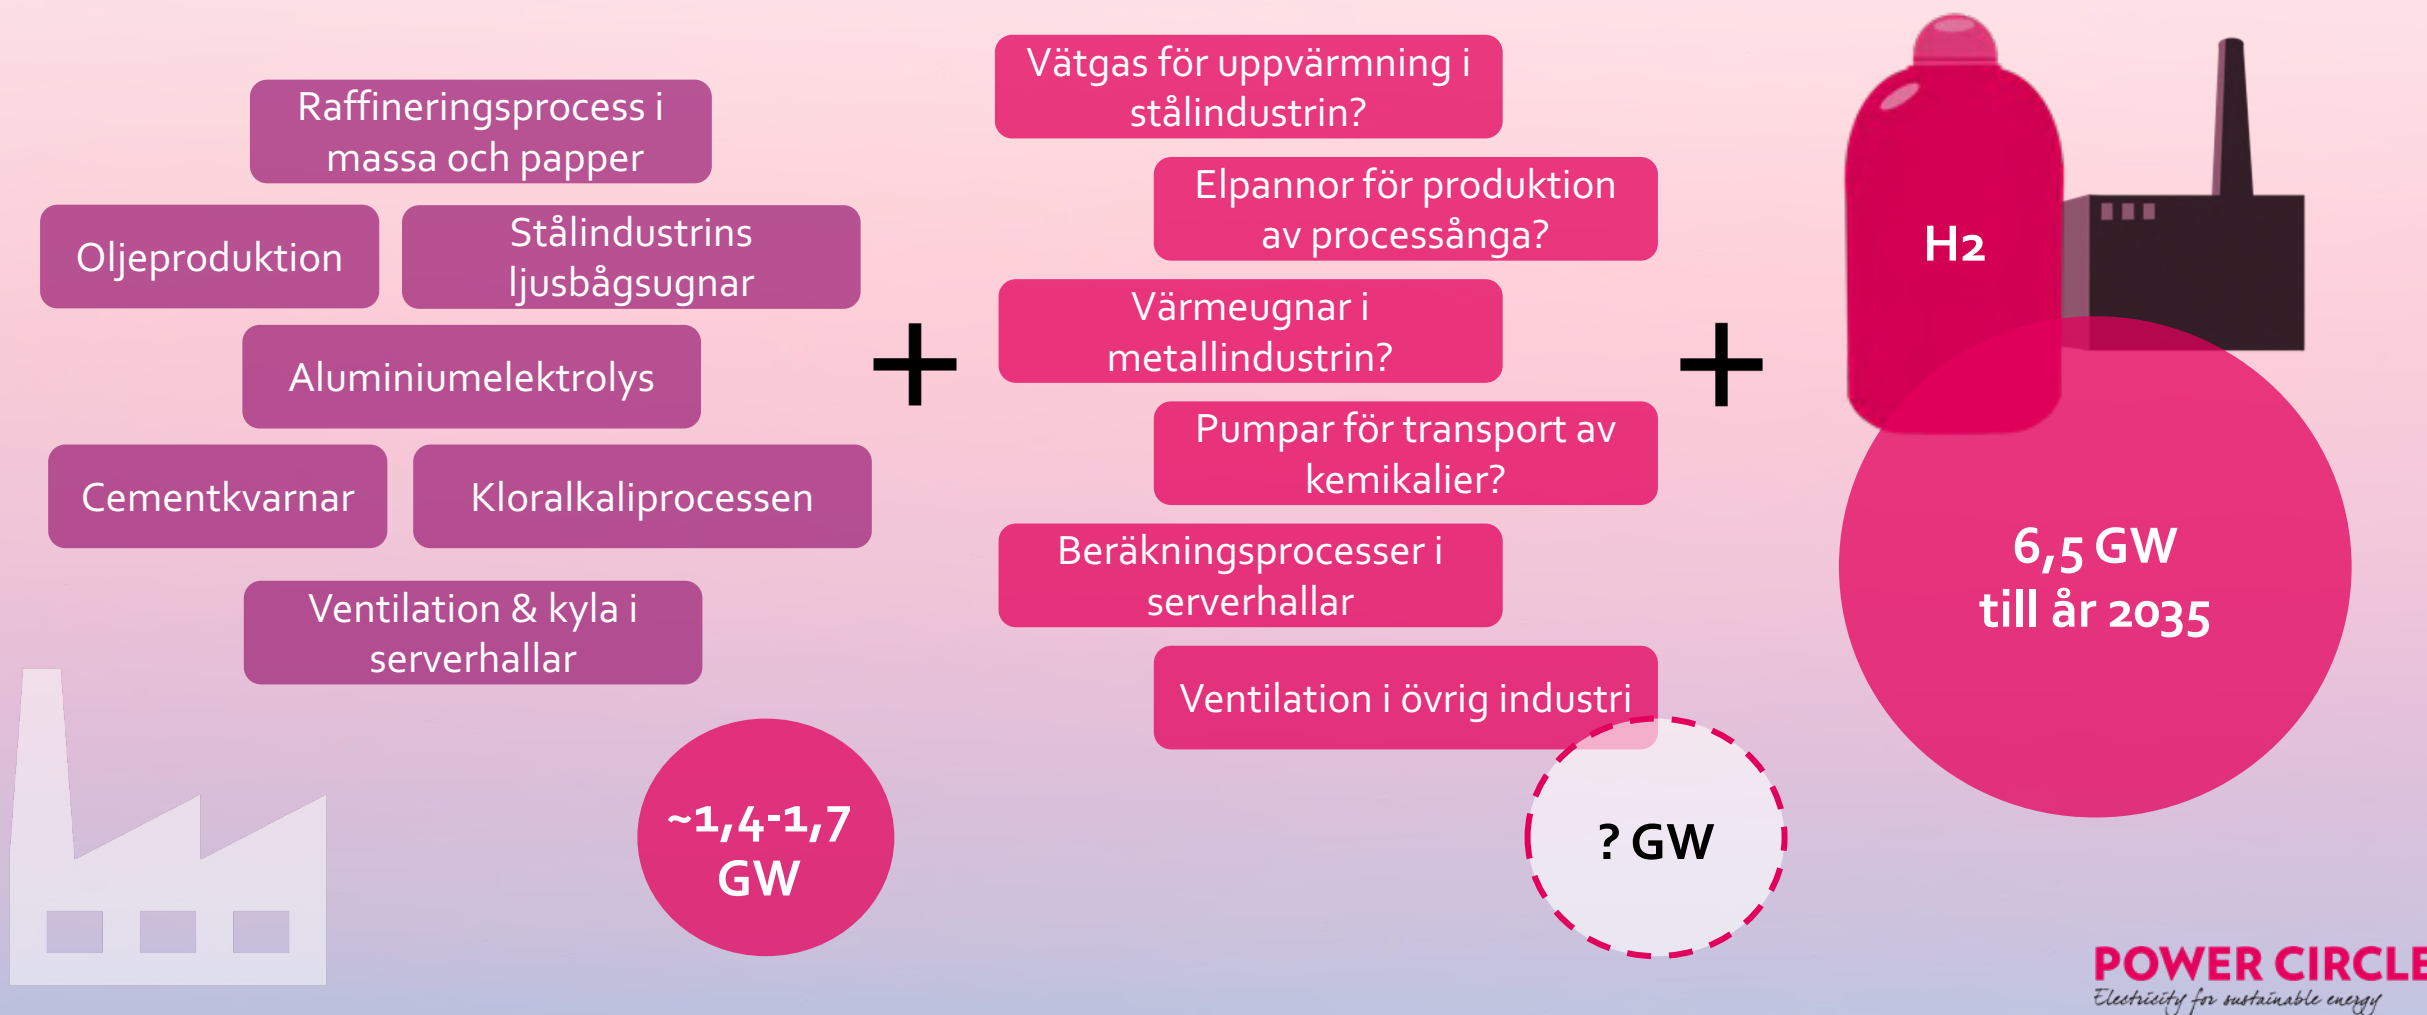 Raffineringsprocess i
massa och papper
Oljeproduktion
Stålindustrins
ljusbågsugnar
Aluminiumelektrolys
Cementkvarnar
Kloralkaliprocessen
Ventilation & kyla i
serverhallar
~1,4-1,7
GW
+
Vätgas för uppvärmning i
stålindustrin?
Elpannor för produktion
av processånga?
Värmeugnar i
metallindustrin?
Pumpar för transport av
kemikalier?
Beräkningsprocesser i
serverhallar
Ventilation i övrig industri
? GW
+
H2
6,5 GW
till år 2035
POWER CIRCLE
Electricity for sustainable energy